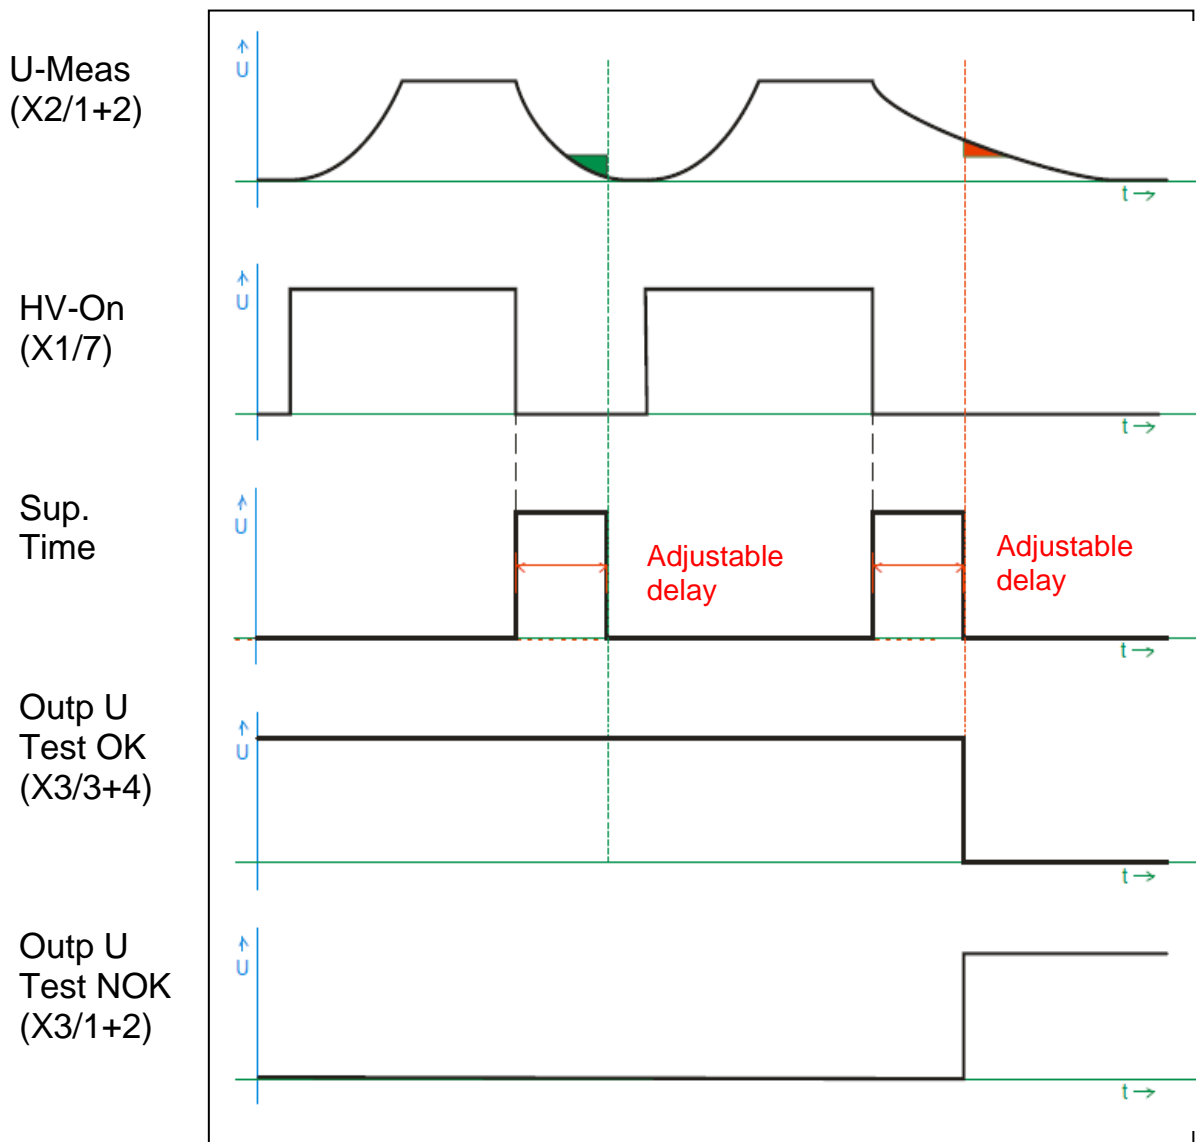 U-Meas
(X2/1+2)
U
t
HV-On
(X1/7)
U
t
Sup.
Time
U
Adjustable
delay
Adjustable
delay
t
Outp U
Test OK
(X3/3+4)
U
t
Outp U
Test NOK
(X3/1+2)
U
t